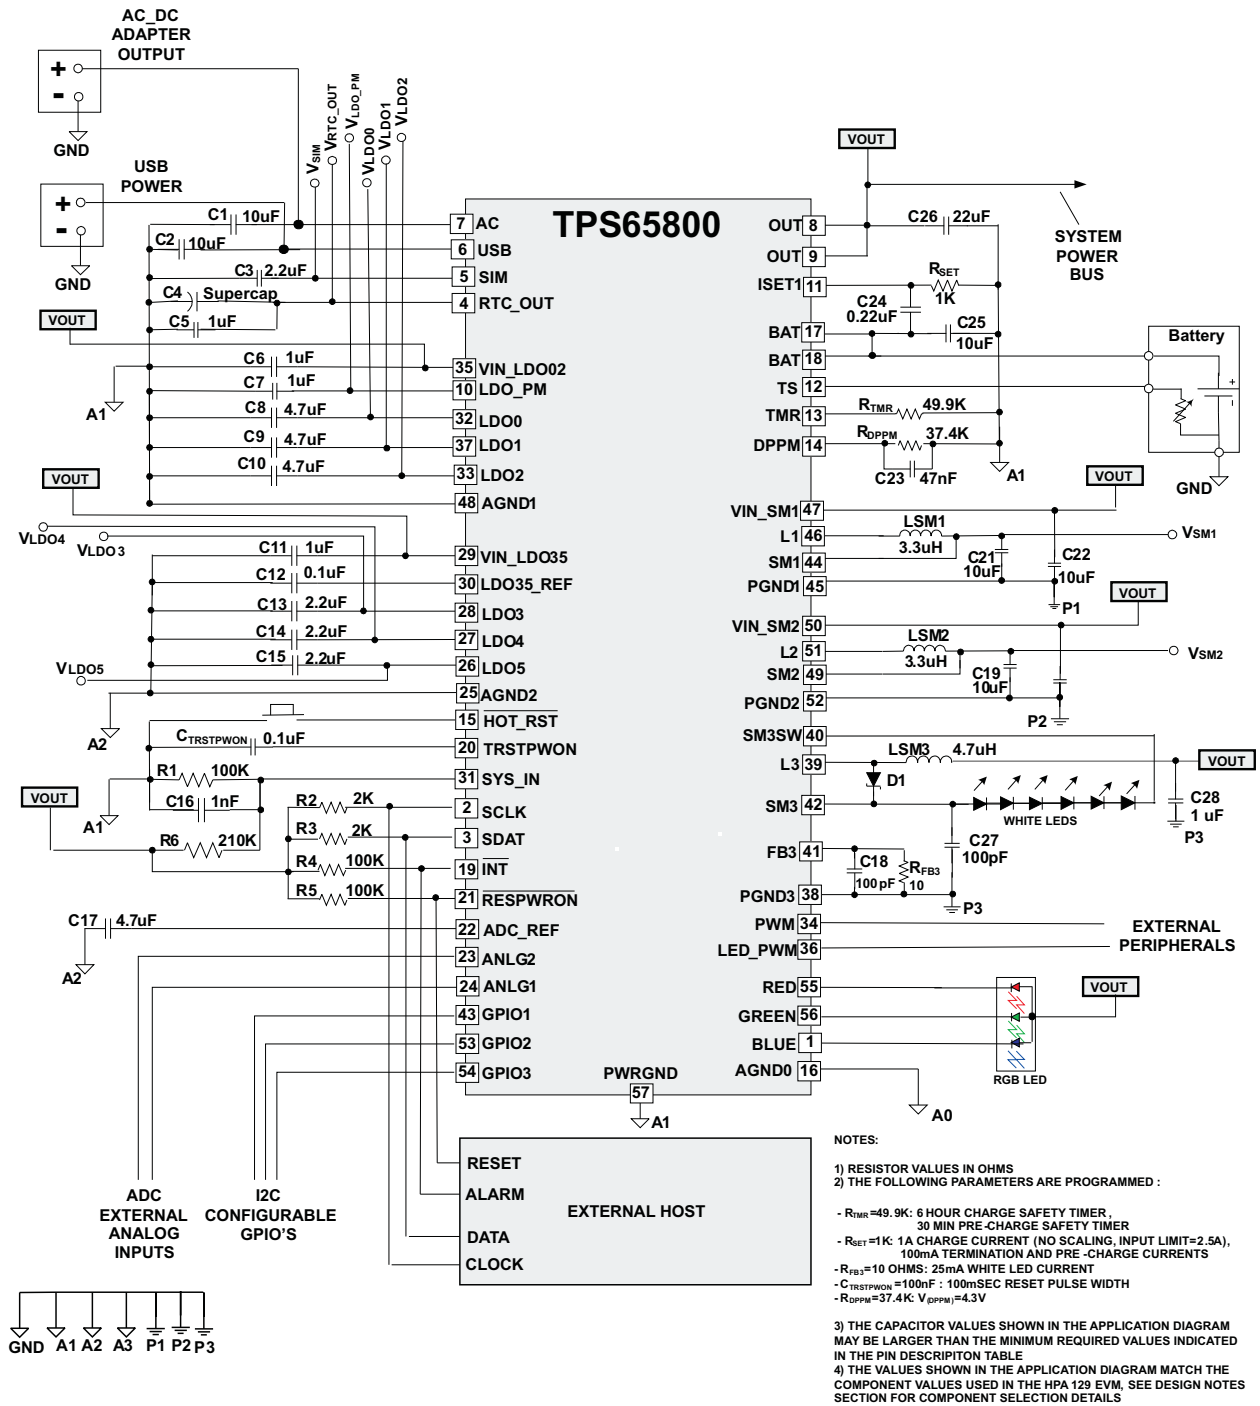 AC_DC
ADAPTER
OUTPUT
+
-
GND
USB
POWER
+
-
GND
VSIM
VRTC_OUT
VLDO_PM
VLDO0
VLDO1
VLDO2
TPS65800
C1 10uF 7 AC
C2 10uF 6 USB
C3 2.2uF 5 SIM
C4 Supercap 4 RTC_OUT
C5 1uF
VOUT
C6 1uF 35 VIN_LDO02
C7 1uF 10 LDO_PM
A1
C8 4.7uF 32 LDO0
C9 4.7uF 37 LDO1
C10 4.7uF 33 LDO2
VOUT
48 AGND1
VLDO4
VLDO3
C11 1uF 29 VIN_LDO35
C12 0.1uF 30 LDO35_REF
C13 2.2uF 28 LDO3
C14 2.2uF 27 LDO4
C15 2.2uF 26 LDO5
VLDO5
25 AGND2
A2
15 HOT_RST
CTRSTPWON 0.1uF 20 TRSTPWON
R1 100K 31 SYS_IN
VOUT
C16 1nF
A1
R2 2K 2 SCLK
R6 210K
R3 2K 3 SDAT
R4 100K 19 INT
R5 100K 21 RESPWRON
C17 4.7uF 22 ADC_REF
A2
23 ANLG2
24 ANLG1
43 GPIO1
53 GPIO2
54 GPIO3
PWRGND
57
A1
VOUT
OUT 8 C26 22uF
OUT 9
SYSTEM
POWER
BUS
ISET1 11 RSET
1K
C24
0.22uF
BAT 17 C25
10uF
BAT 18
Battery
+
-
TS 12
TMR 13 RTMR 49.9K
DPPM 14 RDPPM 37.4K
C23 47nF
A1
GND
VOUT
VIN_SM1 47
L1 46 LSM1
3.3uH
VSM1
SM1 44
C21
10uF
C22
10uF
PGND1 45
P1
VOUT
VIN_SM2 50
L2 51 LSM2
3.3uH
VSM2
SM2 49
C19
10uF
PGND2 52
P2
SM3SW 40
L3 39 LSM3 4.7uH
VOUT
D1
SM3 42
WHITE LEDS
C28
1 uF
P3
C27
100pF
FB3 41
C18
100pF
RFB3
10
PGND3 38
P3
PWM 34
LED_PWM 36
EXTERNAL
PERIPHERALS
RED 55
VOUT
GREEN 56
BLUE 1
AGND0 16
RGB LED
A0
RESET
ALARM
EXTERNAL HOST
DATA
CLOCK
ADC
EXTERNAL
ANALOG
INPUTS
I2C
CONFIGURABLE
GPIO'S
GND A1 A2 A3 P1 P2 P3
NOTES:
1) RESISTOR VALUES IN OHMS
2) THE FOLLOWING PARAMETERS ARE PROGRAMMED :
- RTMR=49.9K: 6 HOUR CHARGE SAFETY TIMER ,
30 MIN PRE-CHARGE SAFETY TIMER
- RSET=1K: 1A CHARGE CURRENT (NO SCALING, INPUT LIMIT=2.5A),
100mA TERMINATION AND PRE -CHARGE CURRENTS
-RFB3=10 OHMS: 25mA WHITE LED CURRENT
-CTRSTPWON =100nF : 100mSEC RESET PULSE WIDTH
-RDPPM=37.4K: V(DPPM)=4.3V
3) THE CAPACITOR VALUES SHOWN IN THE APPLICATION DIAGRAM
MAY BE LARGER THAN THE MINIMUM REQUIRED VALUES INDICATED
IN THE PIN DESCRIPITON TABLE
4) THE VALUES SHOWN IN THE APPLICATION DIAGRAM MATCH THE
COMPONENT VALUES USED IN THE HPA 129 EVM, SEE DESIGN NOTES
SECTION FOR COMPONENT SELECTION DETAILS